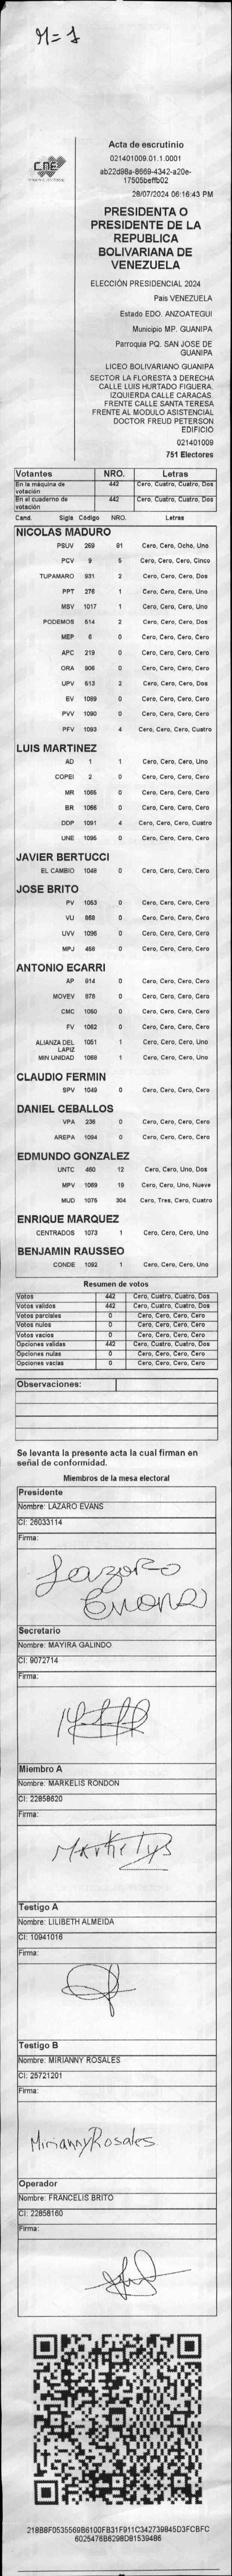 M=1
CNE
Acta de escrutinio
021401009.01.1.0001
ab22d98a-8669-4342-a20e-
17505beffb02
28/07/2024 06:16:43 PM
PRESIDENTA O
PRESIDENTE DE LA
REPUBLICA
BOLIVARIANA DE
VENEZUELA
ELECCIÓN PRESIDENCIAL 2024
Pais VENEZUELA
Estado EDO. ANZOATEGUI
Municipio MP. GUANIPA
Parroquia PQ. SAN JOSE DE
GUANIPA
LICEO BOLIVARIANO GUANIPA
SECTOR LA FLORESTA 3 DERECHA
CALLE LUIS HURTADO FIGUERA.
IZQUIERDA CALLE CARACAS.
FRENTE CALLE SANTA TERESA
FRENTE AL MODULO ASISTENCIAL
DOCTOR FREUD PETERSON
EDIFICIO
021401009
751 Electores
Votantes NRO. Letras
En la máquina de votación 442 Cero, Cuatro, Cuatro, Dos
En el cuaderno de votación 442 Cero, Cuatro, Cuatro, Dos
Cand. Sigla Código NRO. Letras
NICOLAS MADURO
PSUV 269 81 Cero, Cero, Ocho, Uno
PCV 9 5 Cero, Cero, Cero, Cinco
TUPAMARO 931 2 Cero, Cero, Cero, Dos
PPT 276 1 Cero, Cero, Cero, Uno
MSV 1017 1 Cero, Cero, Cero, Uno
PODEMOS 514 2 Cero, Cero, Cero, Dos
MEP 6 0 Cero, Cero, Cero, Cero
APC 219 0 Cero, Cero, Cero, Cero
ORA 906 0 Cero, Cero, Cero, Cero
UPV 613 2 Cero, Cero, Cero, Dos
EV 1089 0 Cero, Cero, Cero, Cero
PVV 1090 0 Cero, Cero, Cero, Cero
PFV 1093 4 Cero, Cero, Cero, Cuatro
LUIS MARTINEZ
AD 1 1 Cero, Cero, Cero, Uno
COPEI 2 0 Cero, Cero, Cero, Cero
MR 1065 0 Cero, Cero, Cero, Cero
BR 1066 0 Cero, Cero, Cero, Cero
DDP 1091 4 Cero, Cero, Cero, Cuatro
UNE 1095 0 Cero, Cero, Cero, Cero
JAVIER BERTUCCI
EL CAMBIO 1048 0 Cero, Cero, Cero, Cero
JOSE BRITO
PV 1053 0 Cero, Cero, Cero, Cero
VU 868 0 Cero, Cero, Cero, Cero
UVV 1096 0 Cero, Cero, Cero, Cero
MPJ 456 0 Cero, Cero, Cero, Cero
ANTONIO ECARRI
AP 814 0 Cero, Cero, Cero, Cero
MOVEV 878 0 Cero, Cero, Cero, Cero
CMC 1050 0 Cero, Cero, Cero, Cero
FV 1062 0 Cero, Cero, Cero, Cero
ALIANZA DEL LAPIZ 1051 1 Cero, Cero, Cero, Uno
MIN UNIDAD 1068 1 Cero, Cero, Cero, Uno
CLAUDIO FERMIN
SPV 1049 0 Cero, Cero, Cero, Cero
DANIEL CEBALLOS
VPA 236 0 Cero, Cero, Cero, Cero
AREPA 1094 0 Cero, Cero, Cero, Cero
EDMUNDO GONZALEZ
UNTC 460 12 Cero, Cero, Uno, Dos
MPV 1069 19 Cero, Cero, Uno, Nueve
MUD 1075 304 Cero, Tres, Cero, Cuatro
ENRIQUE MARQUEZ
CENTRADOS 1073 1 Cero, Cero, Cero, Uno
BENJAMIN RAUSSEO
CONDE 1092 1 Cero, Cero, Cero, Uno
Resumen de votos
Votos 442 Cero, Cuatro, Cuatro, Dos
Votos validos 442 Cero, Cuatro, Cuatro, Dos
Votos parciales 0 Cero, Cero, Cero, Cero
Votos nulos 0 Cero, Cero, Cero, Cero
Votos vacios 0 Cero, Cero, Cero, Cero
Opciones validas 442 Cero, Cuatro, Cuatro, Dos
Opciones nulas 0 Cero, Cero, Cero, Cero
Opciones vacias 0 Cero, Cero, Cero, Cero
Observaciones:
Se levanta la presente acta la cual firman en
señal de conformidad.
Miembros de la mesa electoral
Presidente
Nombre: LAZARO EVANS
CI: 26033114
Firma:
Lazaro
Evans
Secretario
Nombre: MAYIRA GALINDO
CI: 9072714
Firma:
Miembro A
Nombre: MARKELIS RONDON
CI: 22858620
Firma:
Markelys
Testigo A
Nombre: LILIBETH ALMEIDA
CI: 10941016
Firma:
Testigo B
Nombre: MIRIANNY ROSALES
CI: 25721201
Firma:
MiriannyRosales
Operador
Nombre: FRANCELIS BRITO
CI: 22858160
Firma:
218B8F0535569B6100FB31F911C342739845D3FCBFC
6025476B6298D81539486